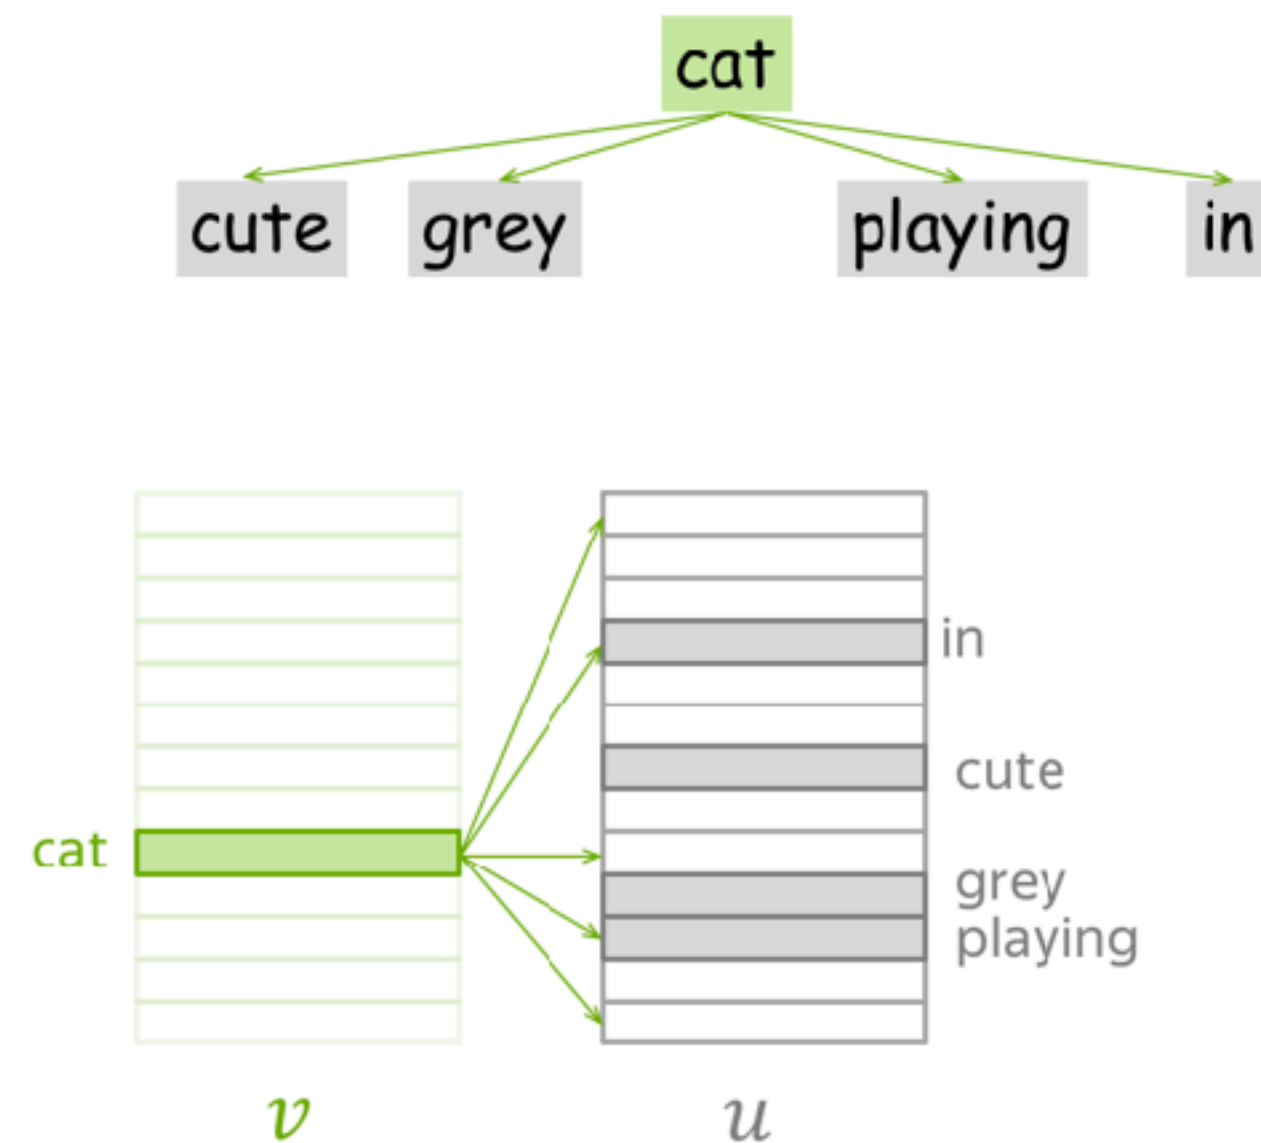 cat
cute grey playing in
in
cute
cat
grey
playing
v u